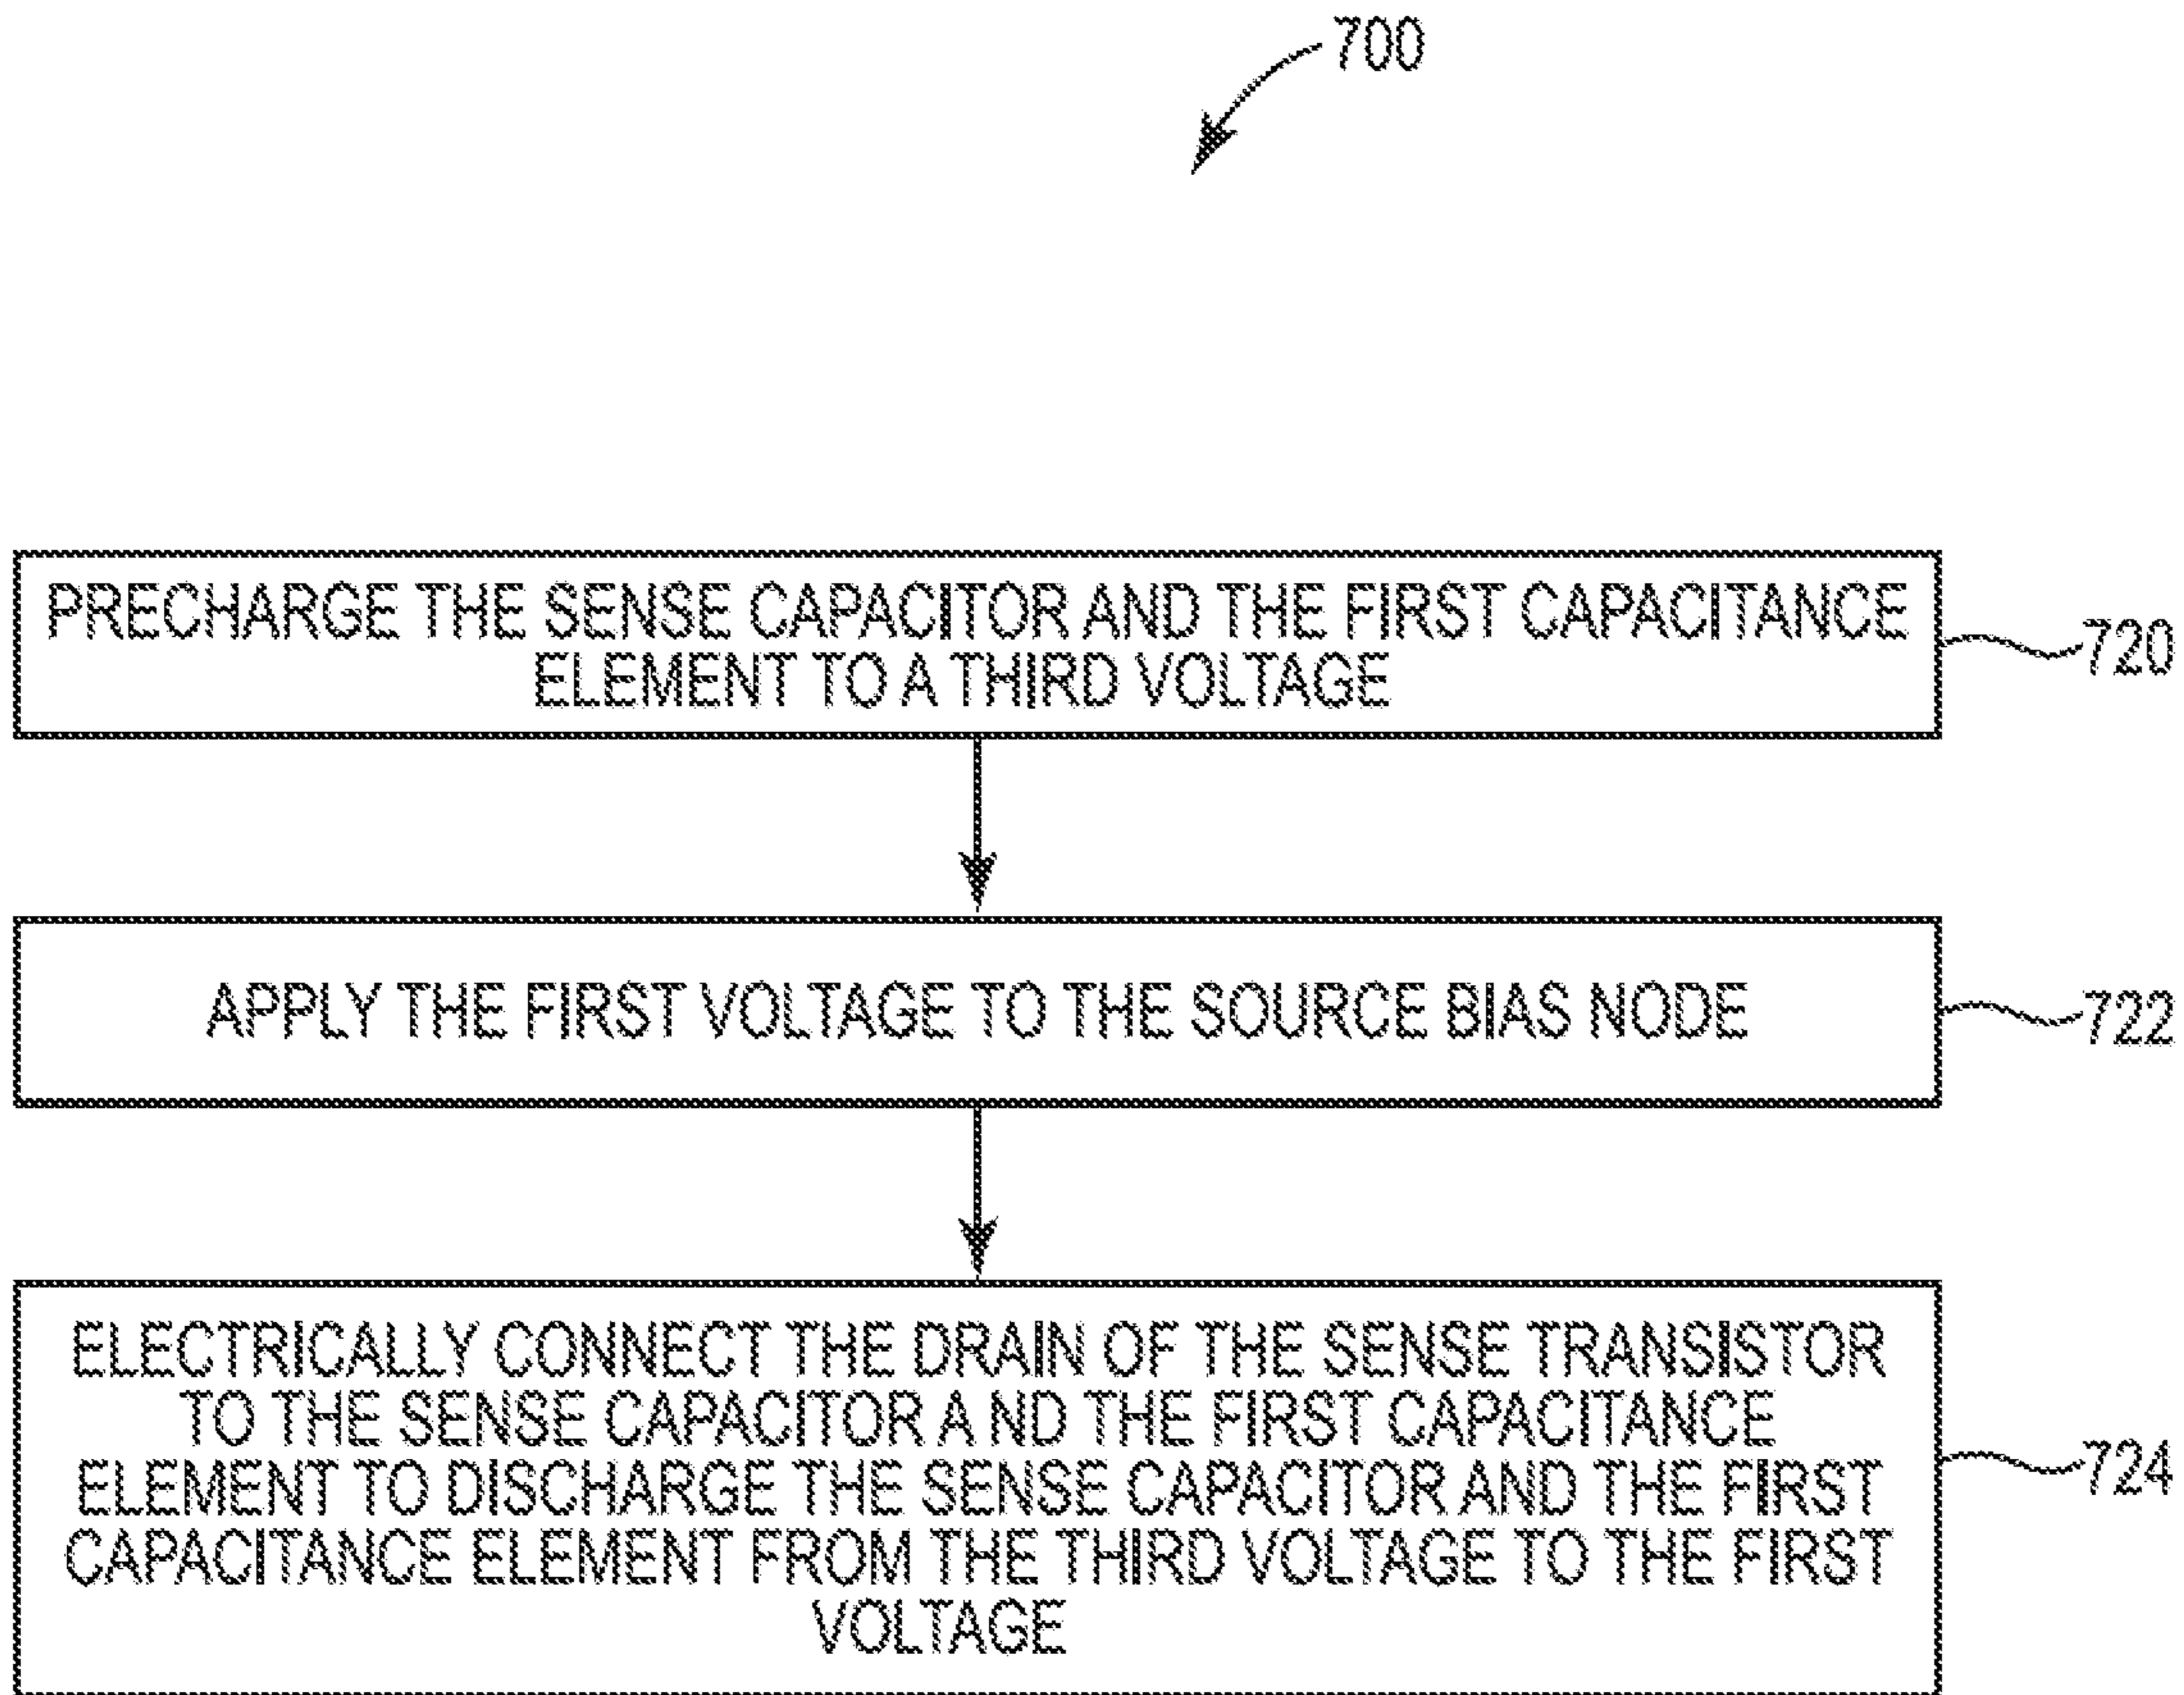 700
PRECHARGE THE SENSE CAPACITOR AND THE FIRST CAPACITANCE
ELEMENT TO A THIRD VOLTAGE
720
APPLY THE FIRST VOLTAGE TO THE SOURCE BIAS NODE
722
ELECTRICALLY CONNECT THE DRAIN OF THE SENSE TRANSISTOR
TO THE SENSE CAPACITOR A ND THE FIRST CAPACITANCE
ELEMENT TO DISCHARGE THE SENSE CAPACITOR AND THE FIRST
CAPACITANCE ELEMENT FROM THE THIRD VOLTAGE TO THE FIRST
VOLTAGE
724